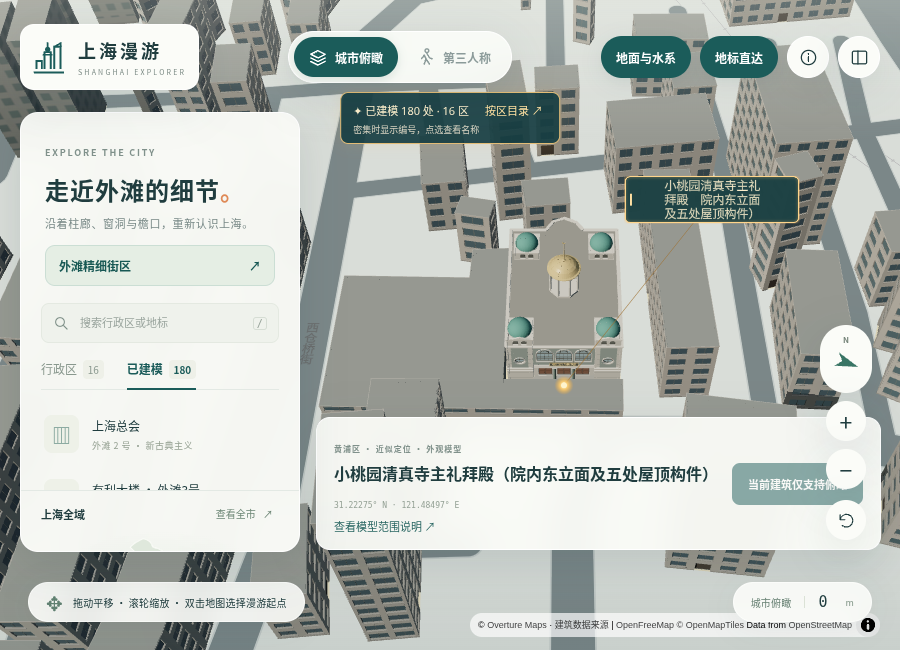 上海漫游
SHANGHAI EXPLORER
城市俯瞰
第三人称
地面与水系
地标直达
✦ 已建模 180 处 · 16 区 按区目录 ↗
密集时显示编号，点选查看名称
EXPLORE THE CITY
走近外滩的细节。
沿着柱廊、窗洞与檐口，重新认识上海。
外滩精细街区 ↗
搜索行政区或地标 /
行政区 16
已建模 180
上海总会
外滩 2 号 · 新古典主义
有利大楼 · 外滩3号
上海全域
查看全市 ↗
小桃园清真寺主礼
拜殿（院内东立面
及五处屋顶构件）
N
+
−
黄浦区 · 近似定位 · 外观模型
小桃园清真寺主礼拜殿（院内东立面及五处屋顶构件）
当前建筑仅支持俯
31.22275° N · 121.48497° E
查看模型范围说明 ↗
拖动平移 · 滚轮缩放 · 双击地图选择漫游起点
城市俯瞰 0 m
© Overture Maps · 建筑数据来源 | OpenFreeMap © OpenMapTiles Data from OpenStreetMap